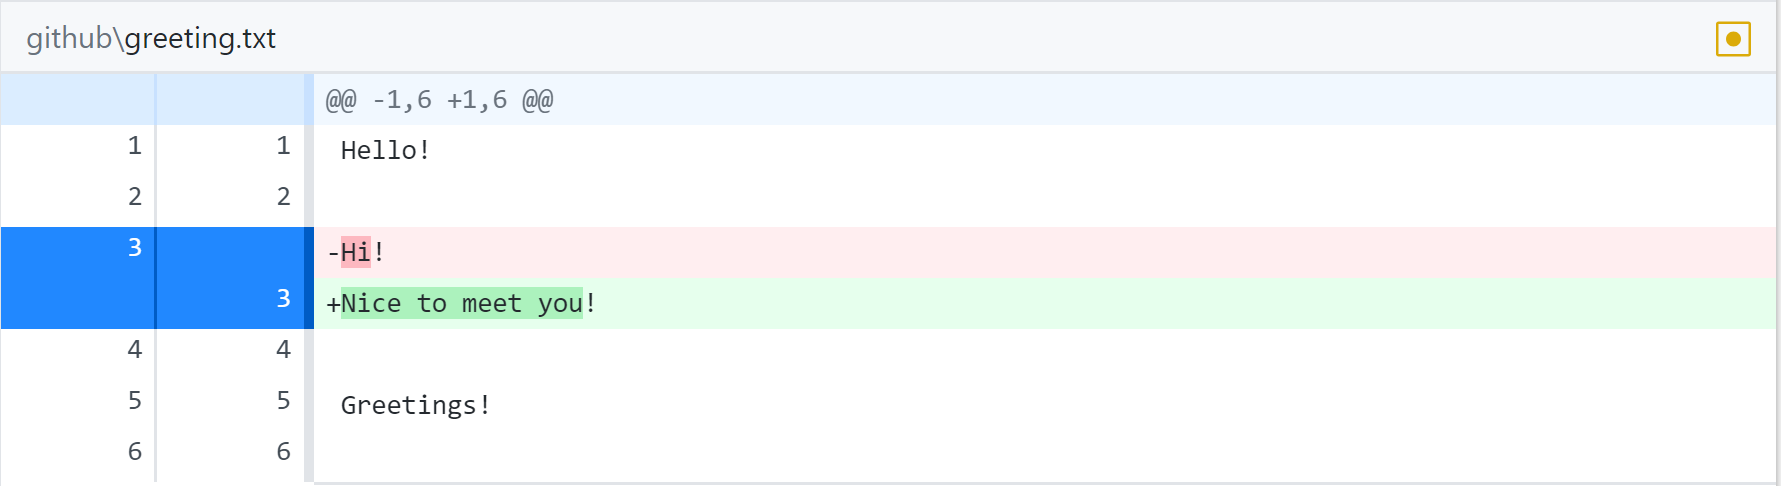 github\greeting.txt
@@ -1,6 +1,6 @@
1 1 Hello!
2 2
3 -Hi!
3 +Nice to meet you!
4 4
5 5 Greetings!
6 6